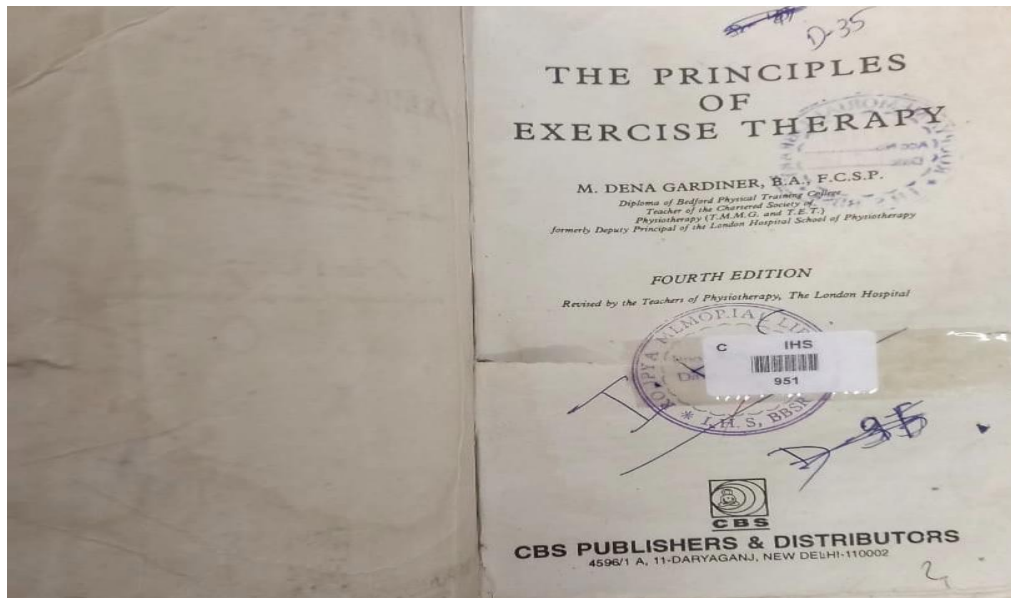 D-35
THE PRINCIPLES
OF
EXERCISE THERAPY
M. DENA GARDINER, B.A., F.C.S.P.
Diploma of Bedford Physical Training College
Teacher of the Chartered Society of
Physiotherapy (T.M.M.G. and T.E.T.)
formerly Deputy Principal of the London Hospital School of Physiotherapy
FOURTH EDITION
Revised by the Teachers of Physiotherapy, The London Hospital
MEMORIAL
C IHS
951
I.H.S, BBSR
CBS
CBS PUBLISHERS & DISTRIBUTORS
4596/1 A, 11-DARYAGANJ, NEW DELHI-110002